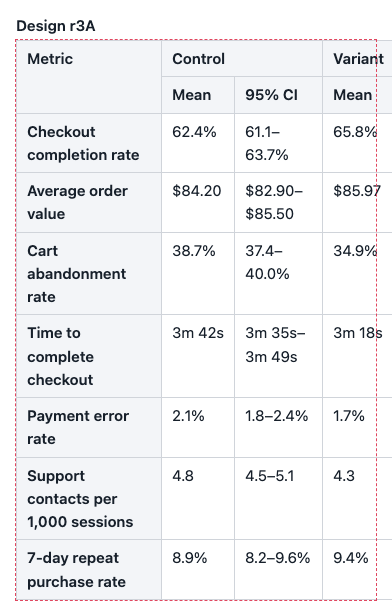 Design r3A
Metric Control Variant
Mean 95% CI Mean
Checkout 62.4% 61.1– 65.8%
completion rate 63.7%
Average order $84.20 $82.90– $85.97
value $85.50
Cart 38.7% 37.4– 34.9%
abandonment 40.0%
rate
Time to 3m 42s 3m 35s– 3m 18s
complete 3m 49s
checkout
Payment error 2.1% 1.8–2.4% 1.7%
rate
Support 4.8 4.5–5.1 4.3
contacts per
1,000 sessions
7-day repeat 8.9% 8.2–9.6% 9.4%
purchase rate